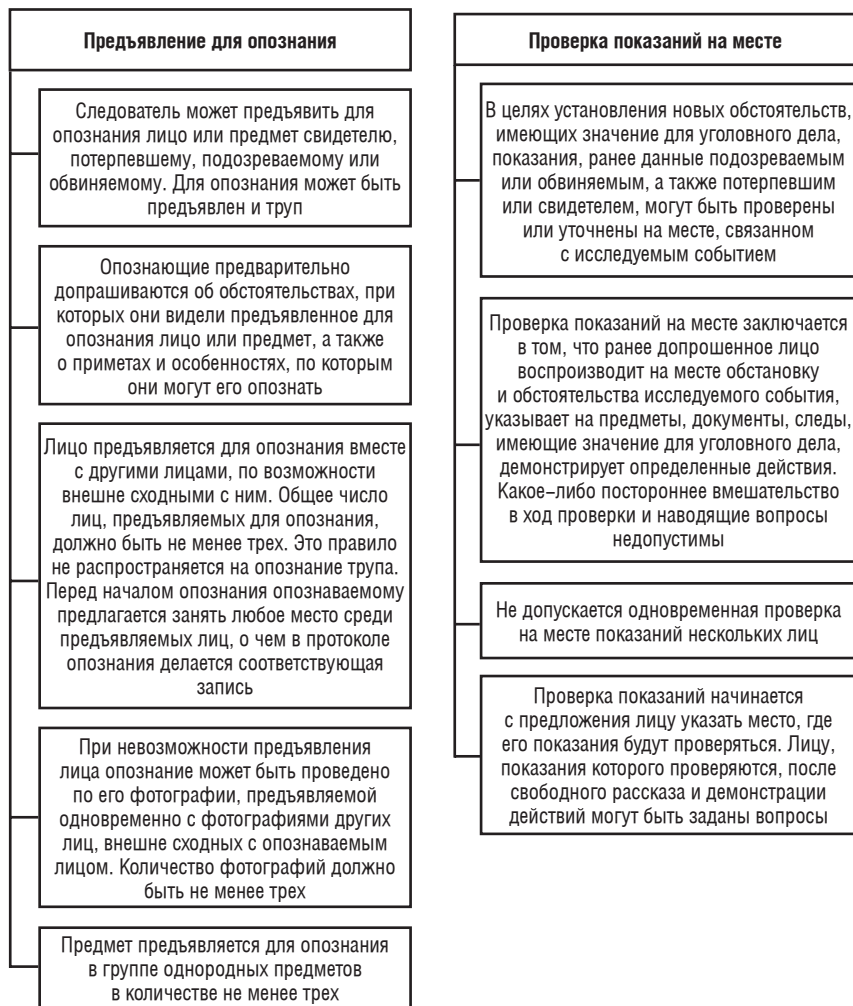 Предъявление для опознания
Следователь может предъявить для
опознания лицо или предмет свидетелю,
потерпевшему, подозреваемому или
обвиняемому. Для опознания может быть
предъявлен и труп
Опознающие предварительно
допрашиваются об обстоятельствах, при
которых они видели предъявленное для
опознания лицо или предмет, а также
о приметах и особенностях, по которым
они могут его опознать
Лицо предъявляется для опознания вместе
с другими лицами, по возможности
внешне сходными с ним. Общее число
лиц, предъявляемых для опознания,
должно быть не менее трех. Это правило
не распространяется на опознание трупа.
Перед началом опознания опознаваемому
предлагается занять любое место среди
предъявляемых лиц, о чем в протоколе
опознания делается соответствующая
запись
При невозможности предъявления
лица опознание может быть проведено
по его фотографии, предъявляемой
одновременно с фотографиями других
лиц, внешне сходных с опознаваемым
лицом. Количество фотографий должно
быть не менее трех
Предмет предъявляется для опознания
в группе однородных предметов
в количестве не менее трех
Проверка показаний на месте
В целях установления новых обстоятельств,
имеющих значение для уголовного дела,
показания, ранее данные подозреваемым
или обвиняемым, а также потерпевшим
или свидетелем, могут быть проверены
или уточнены на месте, связанном
с исследуемым событием
Проверка показаний на месте заключается
в том, что ранее допрошенное лицо
воспроизводит на месте обстановку
и обстоятельства исследуемого события,
указывает на предметы, документы, следы,
имеющие значение для уголовного дела,
демонстрирует определенные действия.
Какое–либо постороннее вмешательство
в ход проверки и наводящие вопросы
недопустимы
Не допускается одновременная проверка
на месте показаний нескольких лиц
Проверка показаний начинается
с предложения лицу указать место, где
его показания будут проверяться. Лицу,
показания которого проверяются, после
свободного рассказа и демонстрации
действий могут быть заданы вопросы